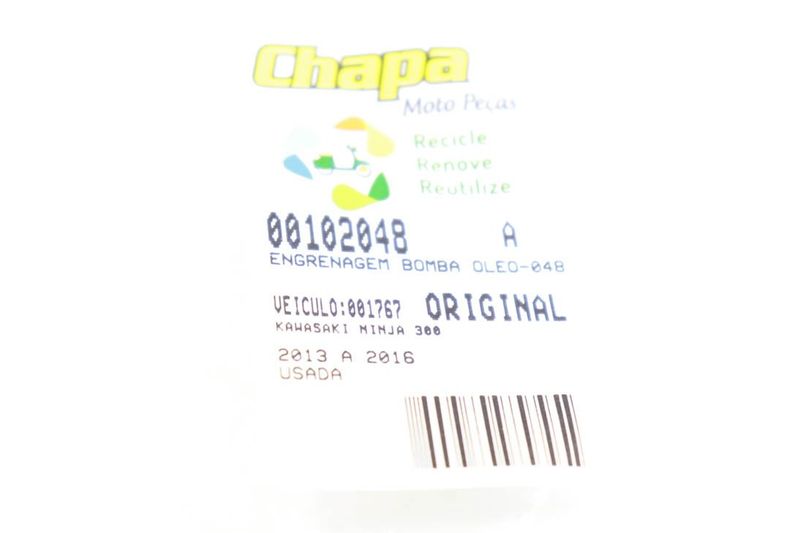 Chapa
Moto Peças
Recicle
Renove
Reutilize
00102048 A
ENGRENAGEM BOMBA OLEO-048
VEICULO:001767 ORIGINAL
KAWASAKI NINJA 300
2013 A 2016
USADA